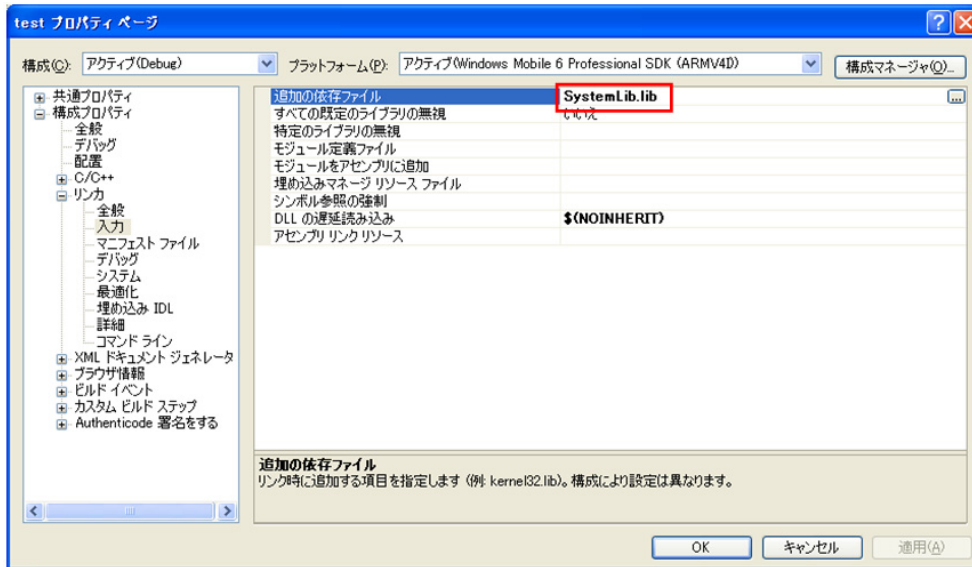 test プロパティ ページ
構成(C): アクティブ(Debug) プラットフォーム(P): アクティブ(Windows Mobile 6 Professional SDK (ARMV4I)) 構成マネージャ(O)...
共通プロパティ
構成プロパティ
全般
デバッグ
配置
C/C++
リンカ
全般
入力
マニフェスト ファイル
デバッグ
システム
最適化
埋め込み IDL
詳細
コマンド ライン
XML ドキュメント ジェネレータ
ブラウザ情報
ビルド イベント
カスタム ビルド ステップ
Authenticode 署名をする
追加の依存ファイル SystemLib.lib ...
すべての既定のライブラリの無視 いいえ
特定のライブラリの無視
モジュール定義ファイル
モジュールをアセンブリに追加
埋め込みマネージ リソース ファイル
シンボル参照の強制
DLL の遅延読み込み $(NOINHERIT)
アセンブリ リンク リソース
追加の依存ファイル
リンク時に追加する項目を指定します (例: kernel32.lib)。構成により設定は異なります。
OK キャンセル 適用(A)